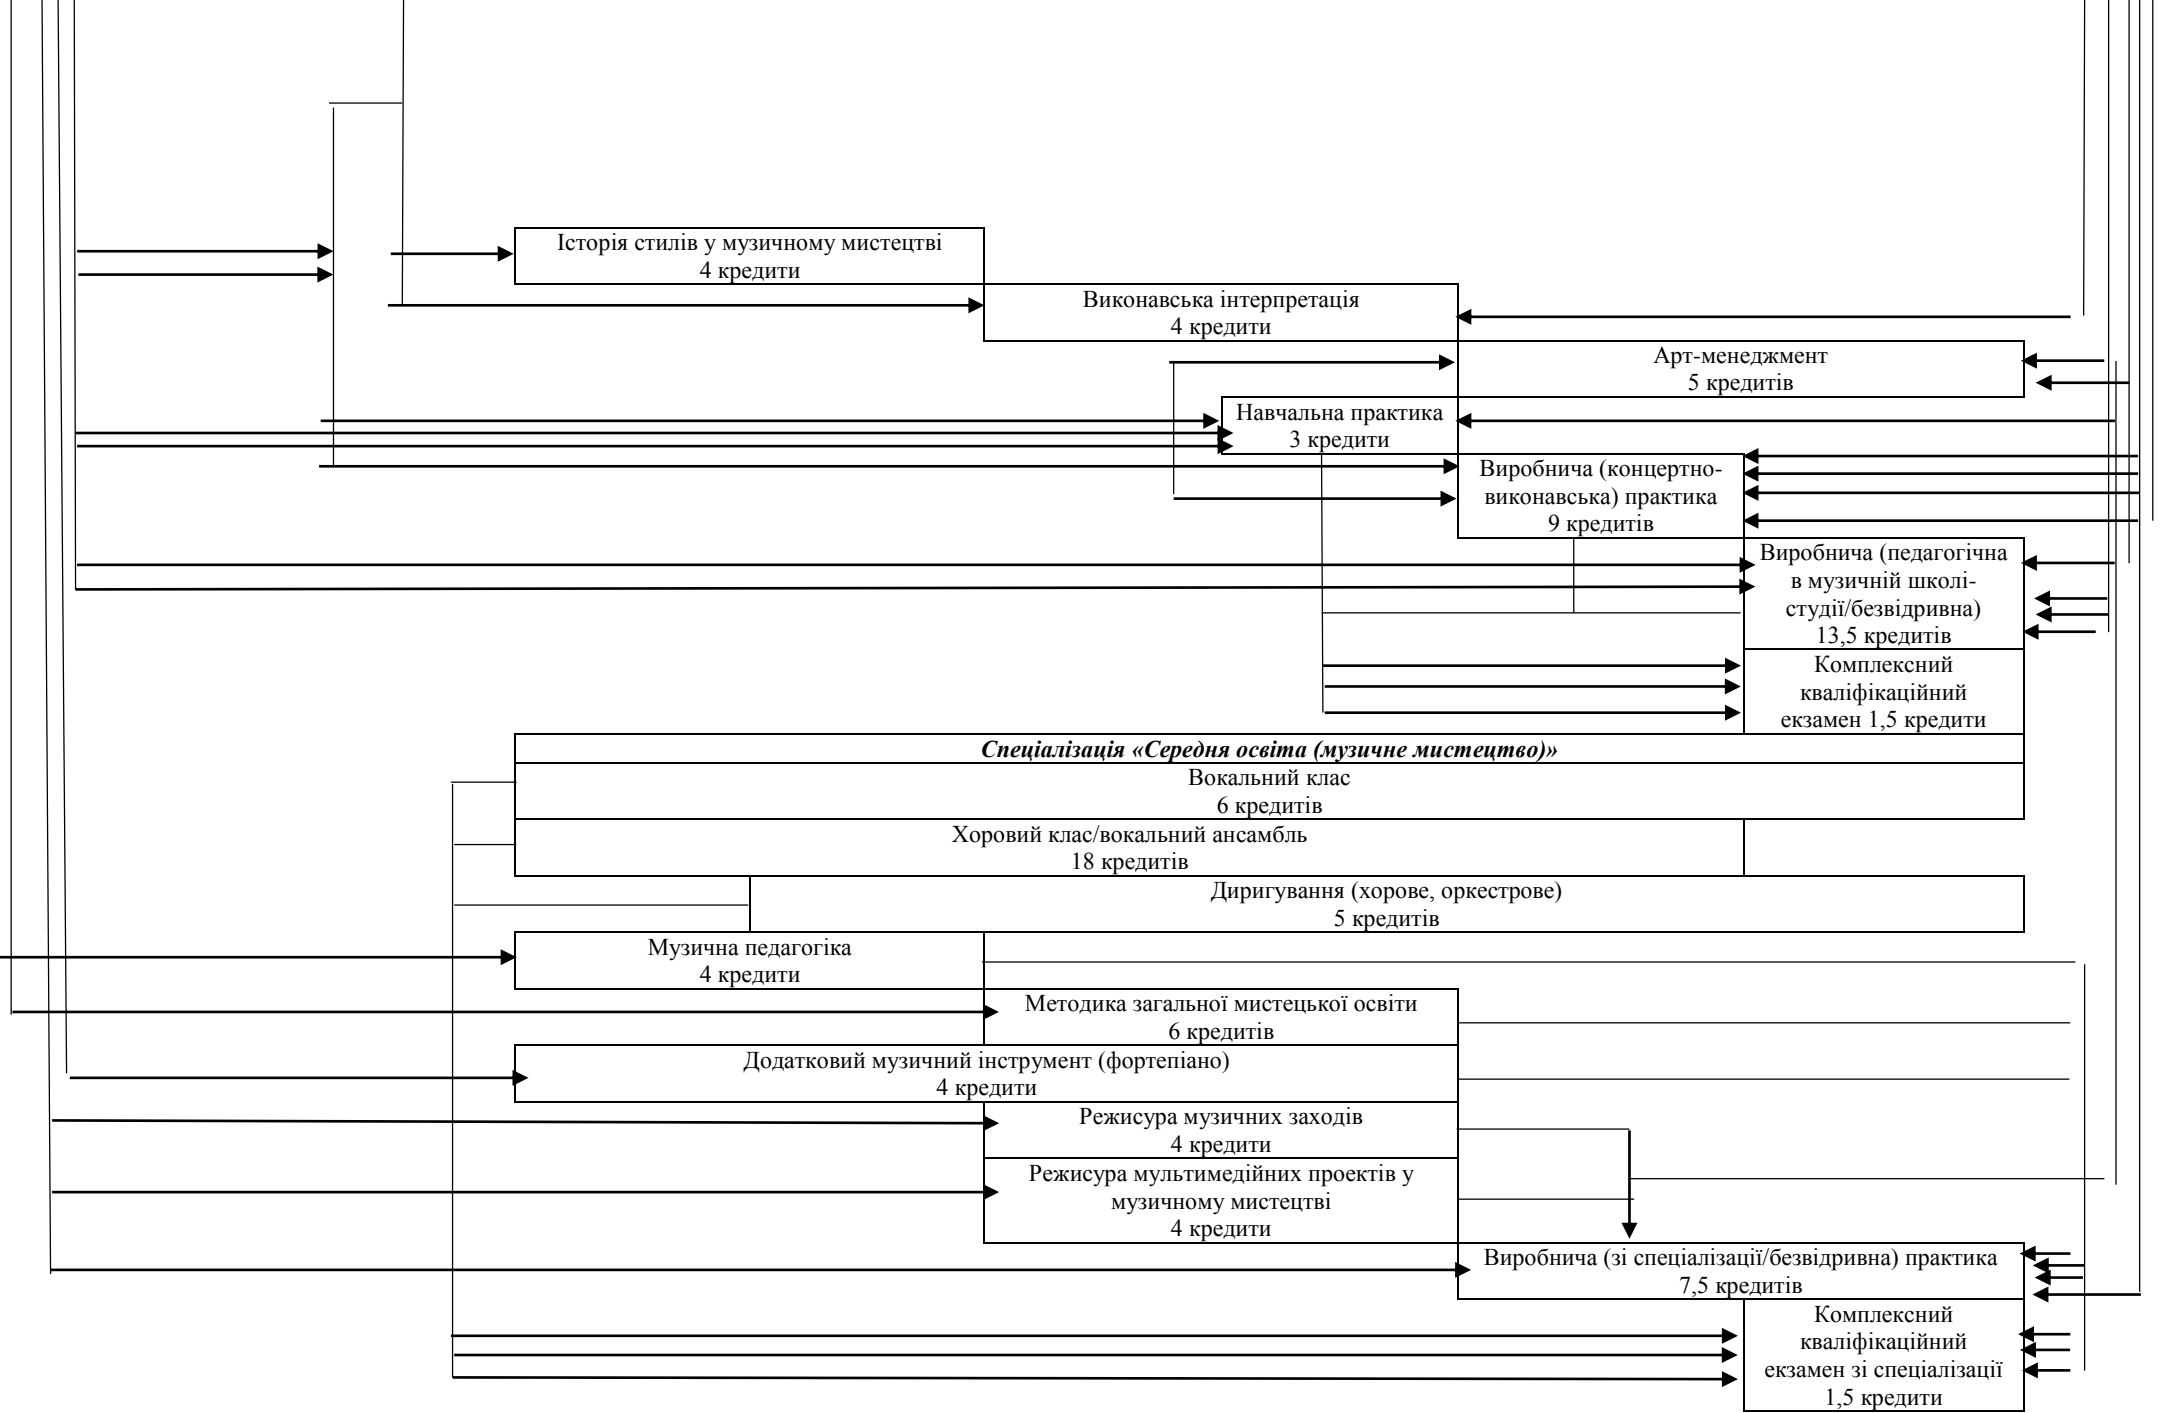 Історія стилів у музичному мистецтві
4 кредити
Виконавська інтерпретація
4 кредити
Арт-менеджмент
5 кредитів
Навчальна практика
3 кредити
Виробнича (концертно-
виконавська) практика
9 кредитів
Виробнича (педагогічна
в музичній школі-
студії/безвідривна)
13,5 кредитів
Комплексний
кваліфікаційний
екзамен 1,5 кредити
Спеціалізація «Середня освіта (музичне мистецтво)»
Вокальний клас
6 кредитів
Хоровий клас/вокальний ансамбль
18 кредитів
Диригування (хорове, оркестрове)
5 кредитів
Музична педагогіка
4 кредити
Методика загальної мистецької освіти
6 кредитів
Додатковий музичний інструмент (фортепіано)
4 кредити
Режисура музичних заходів
4 кредити
Режисура мультимедійних проектів у
музичному мистецтві
4 кредити
Виробнича (зі спеціалізації/безвідривна) практика
7,5 кредитів
Комплексний
кваліфікаційний
екзамен зі спеціалізації
1,5 кредити